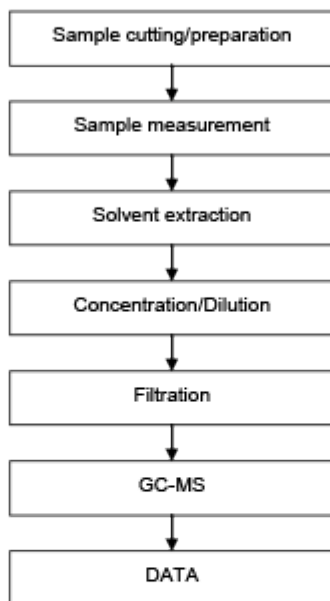 Sample cutting/preparation
Sample measurement
Solvent extraction
Concentration/Dilution
Filtration
GC-MS
DATA